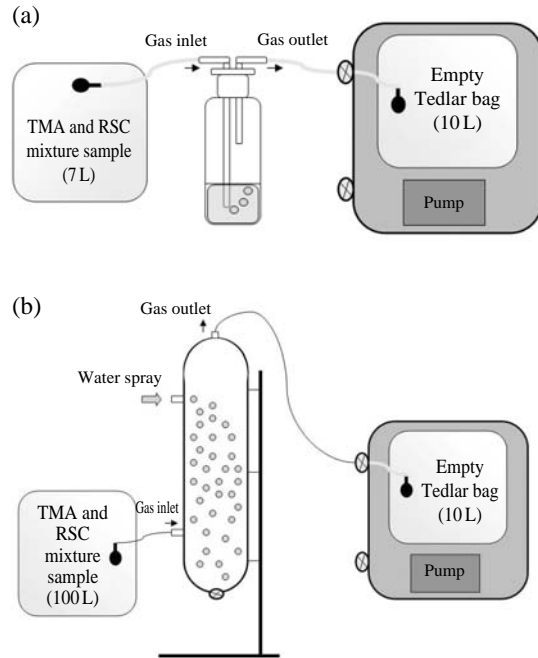 (a)
Gas inlet
Gas outlet
TMA and RSC
mixture sample
(7 L)
Empty
Tedlar bag
(10 L)
Pump
(b)
Gas outlet
Water spray
Gas inlet
TMA and
RSC
mixture
sample
(100 L)
Empty
Tedlar bag
(10 L)
Pump